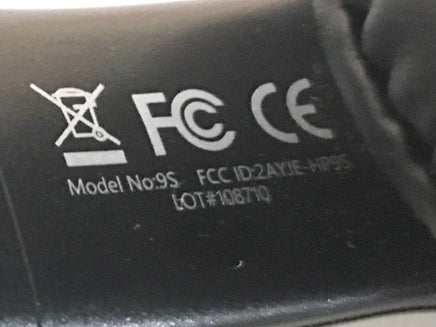 FC CE
Model No:9S FCC ID:2AYJE-HP9S
LOT#108710